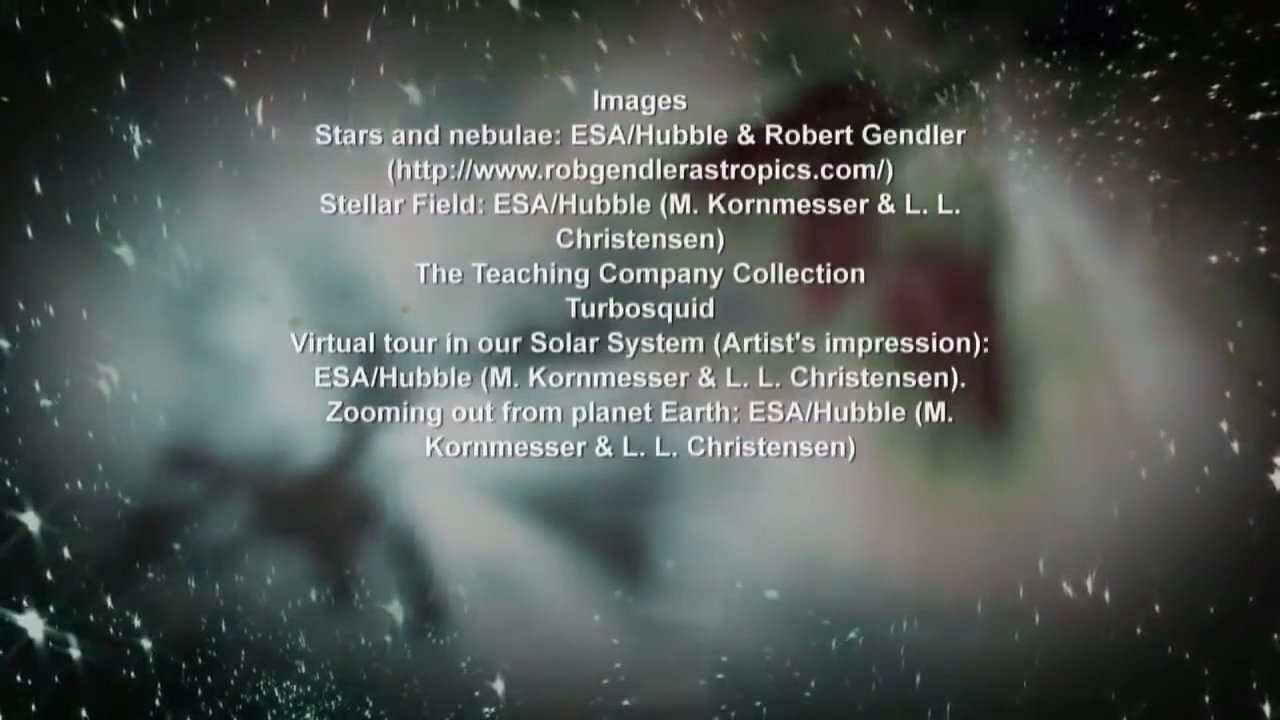 Images
Stars and nebulae: ESA/Hubble & Robert Gendler
(http://www.robgendlerastropics.com/)
Stellar Field: ESA/Hubble (M. Kornmesser & L. L.
Christensen)
The Teaching Company Collection
Turbosquid
Virtual tour in our Solar System (Artist's impression):
ESA/Hubble (M. Kornmesser & L. L. Christensen).
Zooming out from planet Earth: ESA/Hubble (M.
Kornmesser & L. L. Christensen)